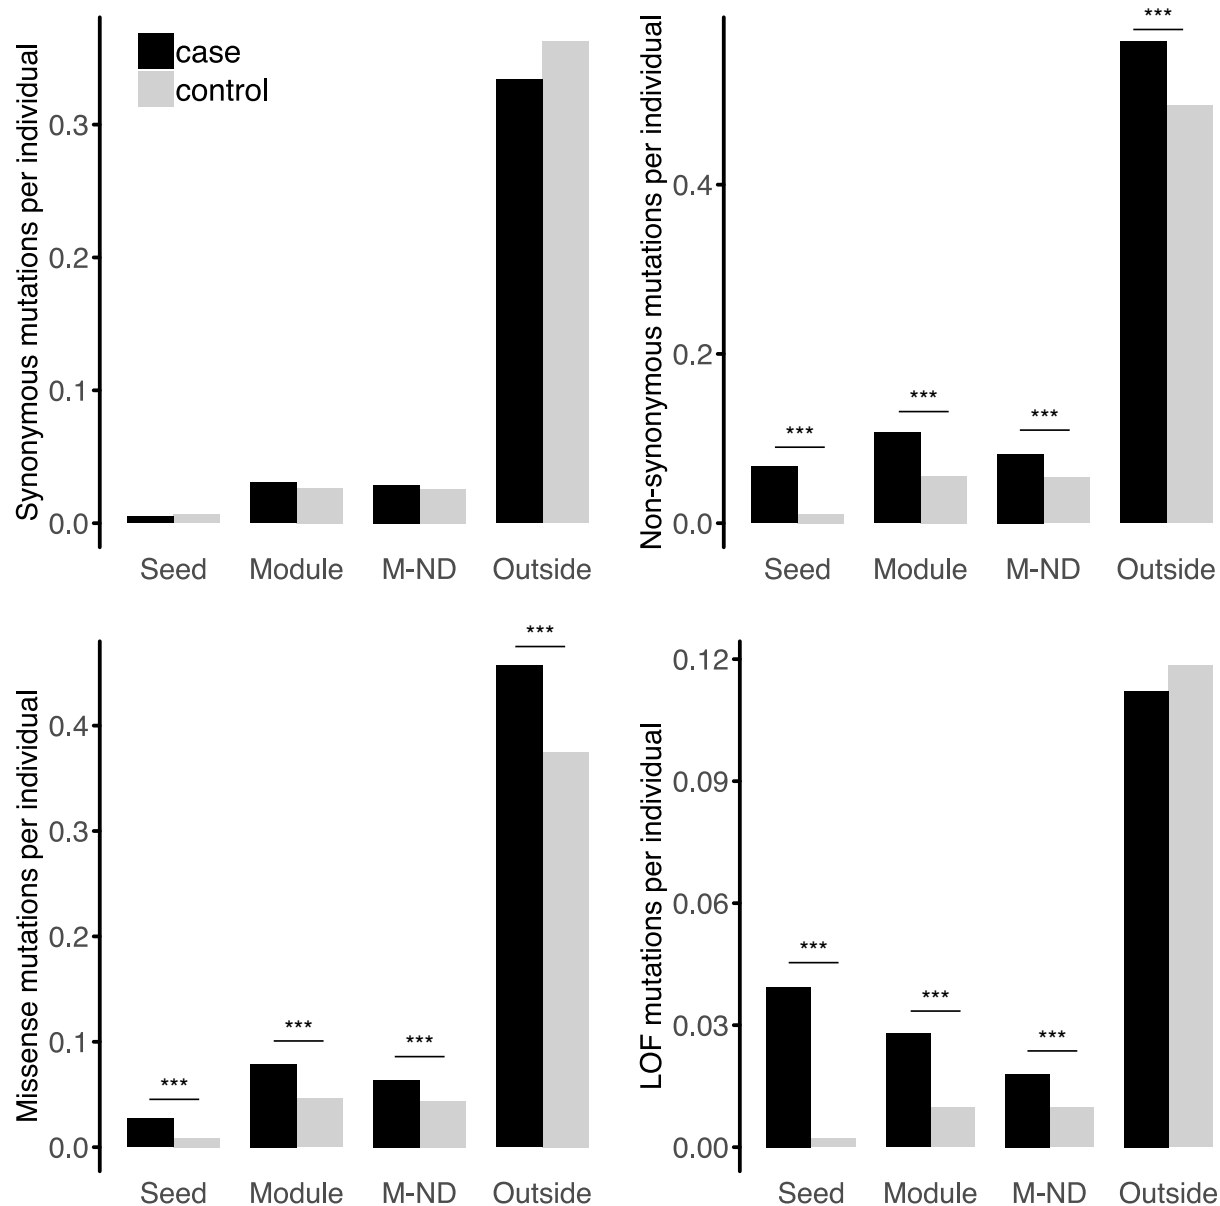 Synonymous mutations per individual
case
control
0.3
0.2
0.1
0.0
Seed Module M-ND Outside
Non-synonymous mutations per individual
0.4
0.2
0.0
***
***
***
***
Seed Module M-ND Outside
Missense mutations per individual
0.4
0.3
0.2
0.1
0.0
***
***
***
***
Seed Module M-ND Outside
LOF mutations per individual
0.12
0.09
0.06
0.03
0.00
***
***
***
Seed Module M-ND Outside